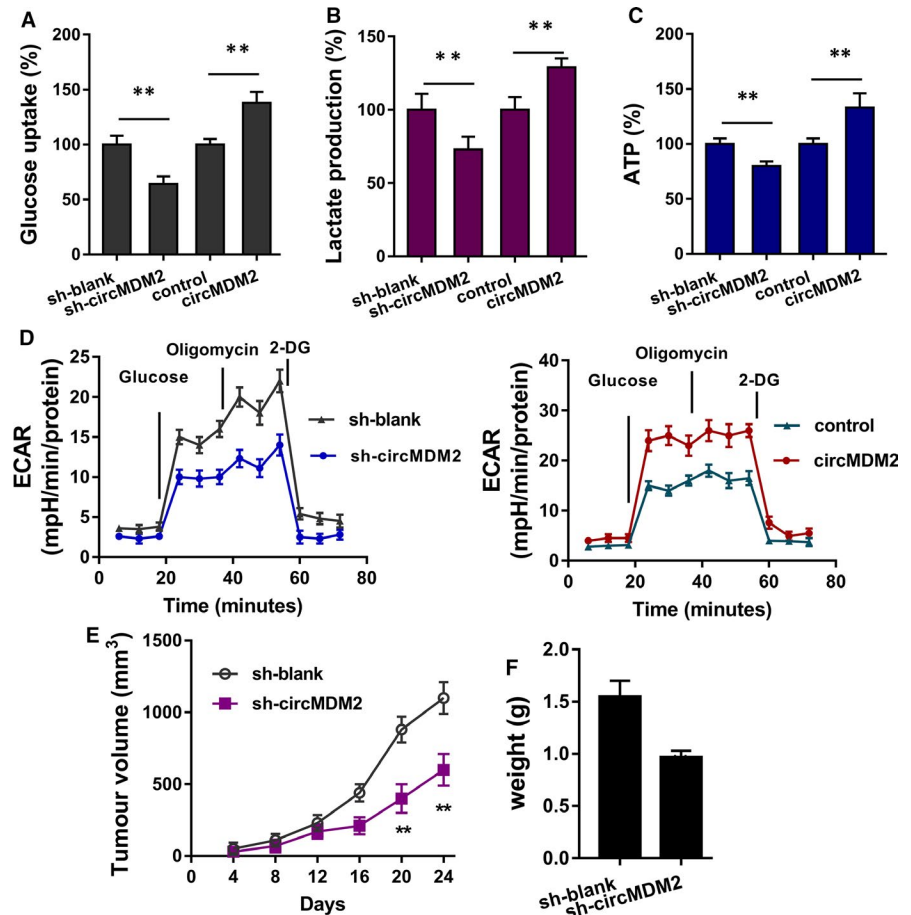 A
Glucose uptake (%)
200
150
100
50
0
**
**
sh-blank
sh-circMDM2
control
circMDM2
B
Lactate production (%)
150
100
50
0
**
**
sh-blank
sh-circMDM2
control
circMDM2
C
ATP (%)
200
150
100
50
0
**
**
sh-blank
sh-circMDM2
control
circMDM2
D
ECAR
(mpH/min/protein)
25
20
15
10
5
0
Glucose
Oligomycin
2-DG
sh-blank
sh-circMDM2
0 20 40 60 80
Time (minutes)
ECAR
(mpH/min/protein)
40
30
20
10
0
Glucose
Oligomycin
2-DG
control
circMDM2
0 20 40 60 80
Time (minutes)
E
Tumour volume (mm³)
1500
1000
500
0
sh-blank
sh-circMDM2
**
**
0 4 8 12 16 20 24
Days
F
weight (g)
2.0
1.5
1.0
0.5
0.0
sh-blank
sh-circMDM2